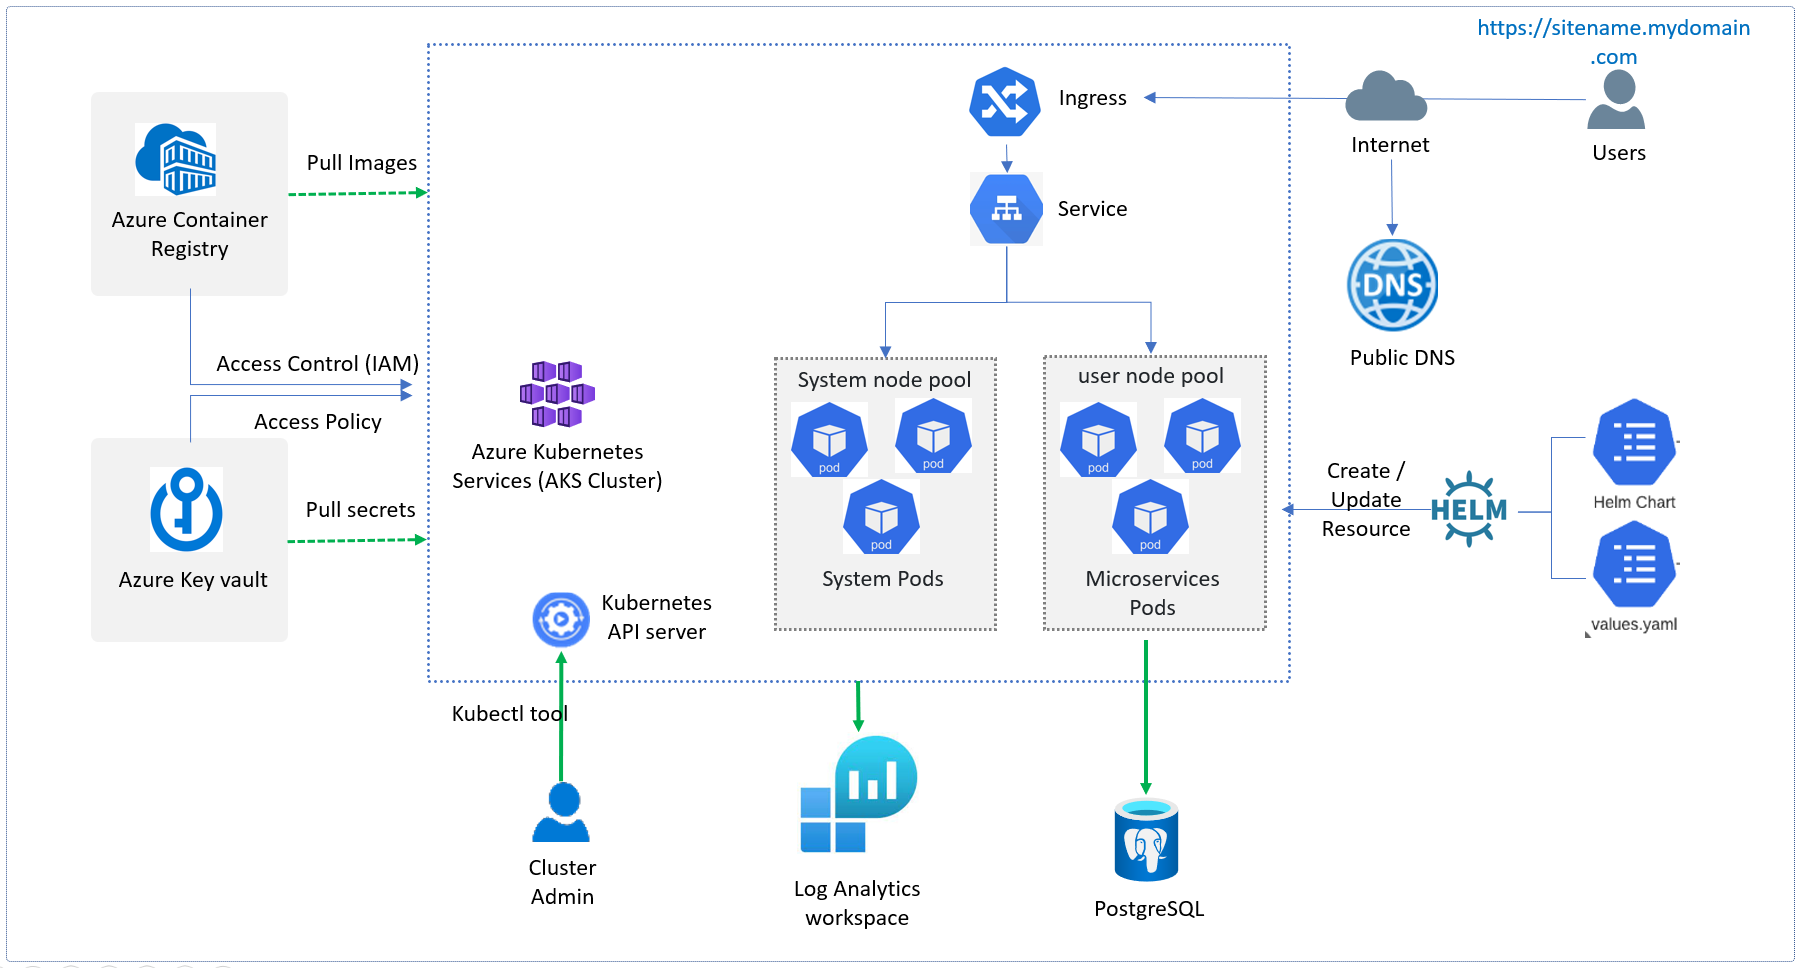 https://sitename.mydomain
.com
Ingress
Internet
Users
Pull Images
Azure Container
Registry
Service
DNS
Public DNS
Access Control (IAM)
Access Policy
Azure Kubernetes
Services (AKS Cluster)
System node pool
pod
pod
pod
System Pods
user node pool
pod
pod
pod
Microservices
Pods
Create /
Update
Resource
HELM
Helm Chart
values.yaml
Pull secrets
Azure Key vault
Kubernetes
API server
Kubectl tool
Cluster
Admin
Log Analytics
workspace
PostgreSQL